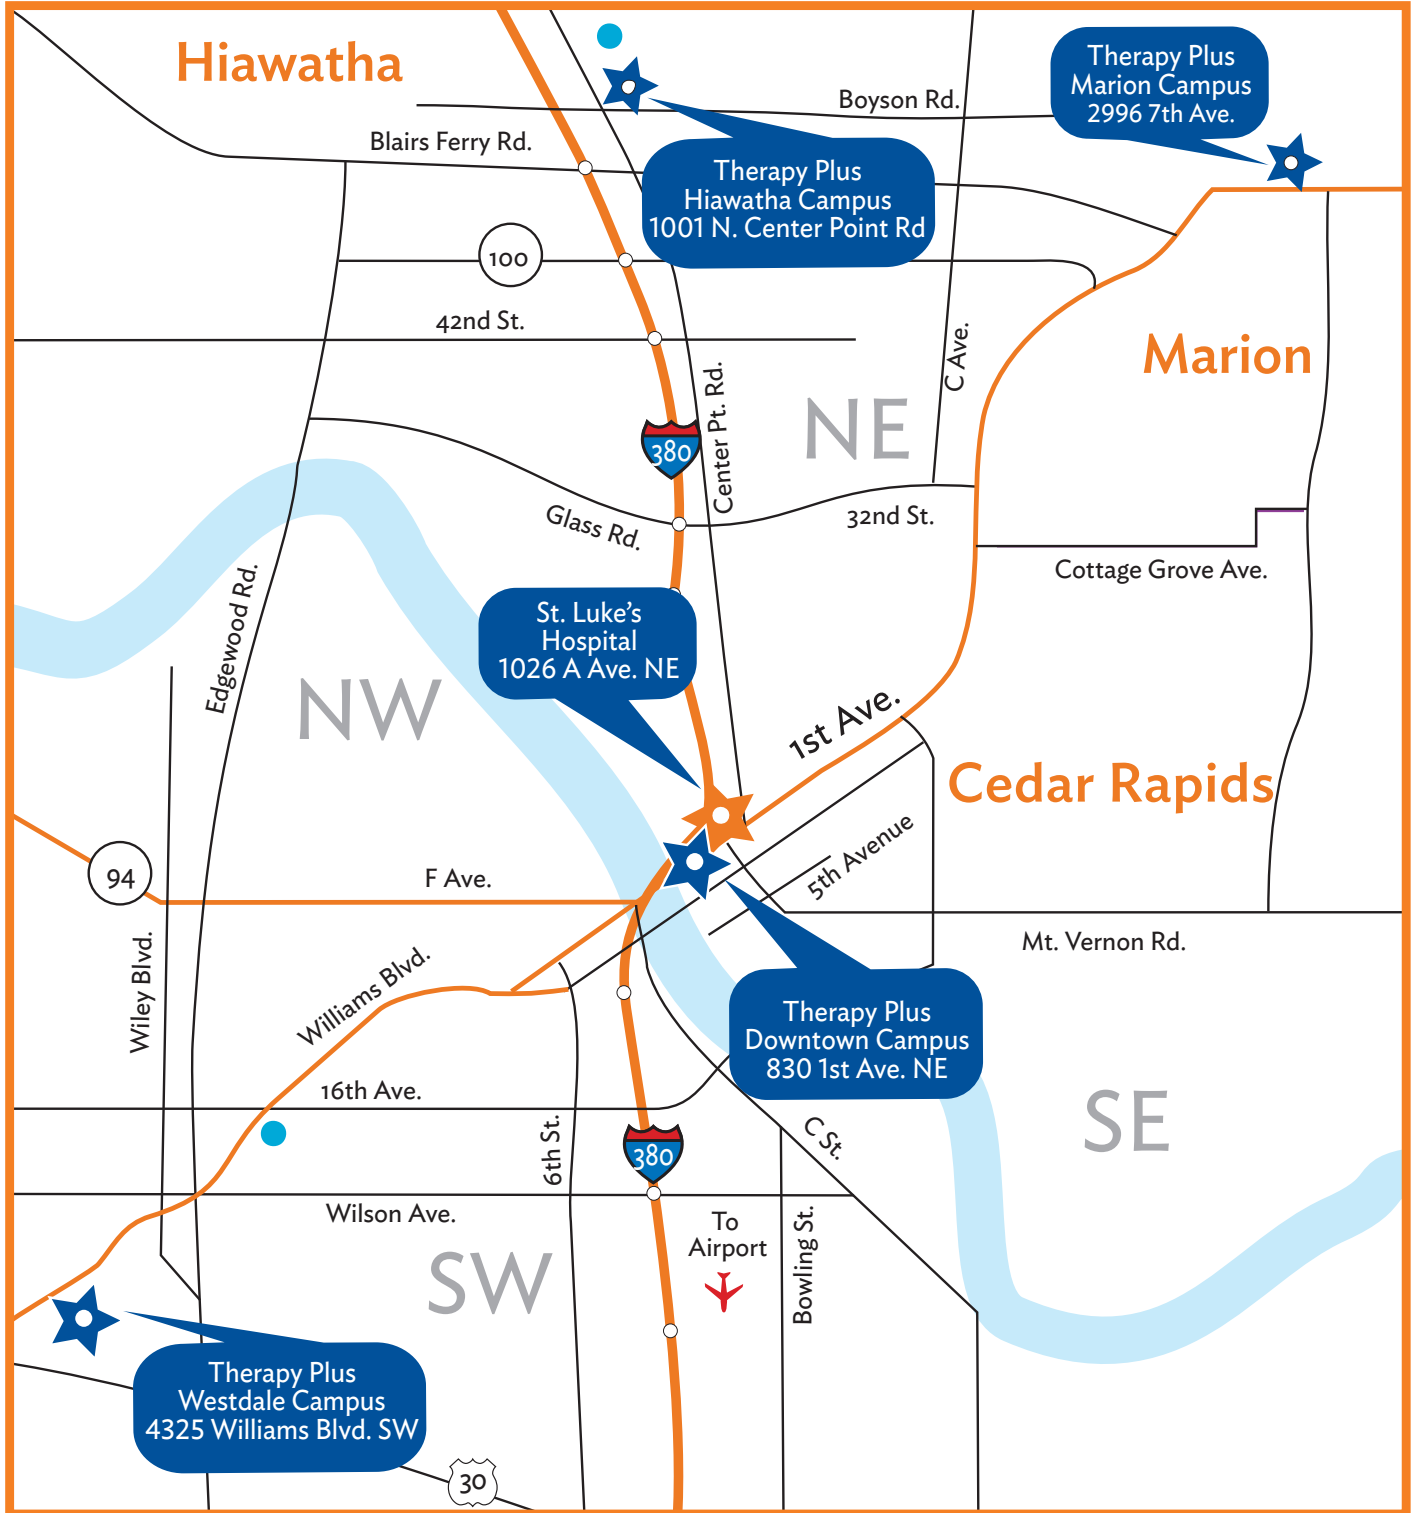 Hiawatha
Therapy Plus
Marion Campus
2996 7th Ave.
Boyson Rd.
Blairs Ferry Rd.
Therapy Plus
Hiawatha Campus
1001 N. Center Point Rd
100
42nd St.
C Ave.
Marion
Center Pt. Rd.
NE
380
Glass Rd.
32nd St.
Cottage Grove Ave.
Edgewood Rd.
St. Luke's
Hospital
1026 A Ave. NE
NW
1st Ave.
Cedar Rapids
5th Avenue
94
F Ave.
Mt. Vernon Rd.
Wiley Blvd.
Williams Blvd.
Therapy Plus
Downtown Campus
830 1st Ave. NE
16th Ave.
SE
6th St.
C St.
380
Wilson Ave.
To
Airport
Bowling St.
SW
Therapy Plus
Westdale Campus
4325 Williams Blvd. SW
30